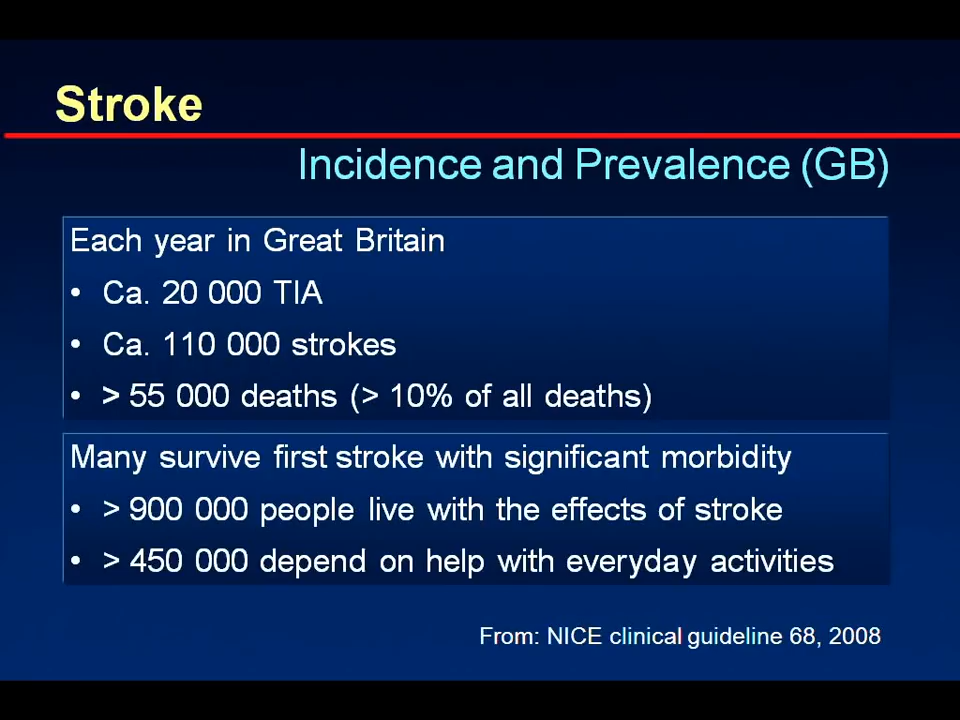 Stroke
Incidence and Prevalence (GB)
Each year in Great Britain
• Ca. 20 000 TIA
• Ca. 110 000 strokes
• > 55 000 deaths (> 10% of all deaths)
Many survive first stroke with significant morbidity
• > 900 000 people live with the effects of stroke
• > 450 000 depend on help with everyday activities
From: NICE clinical guideline 68, 2008